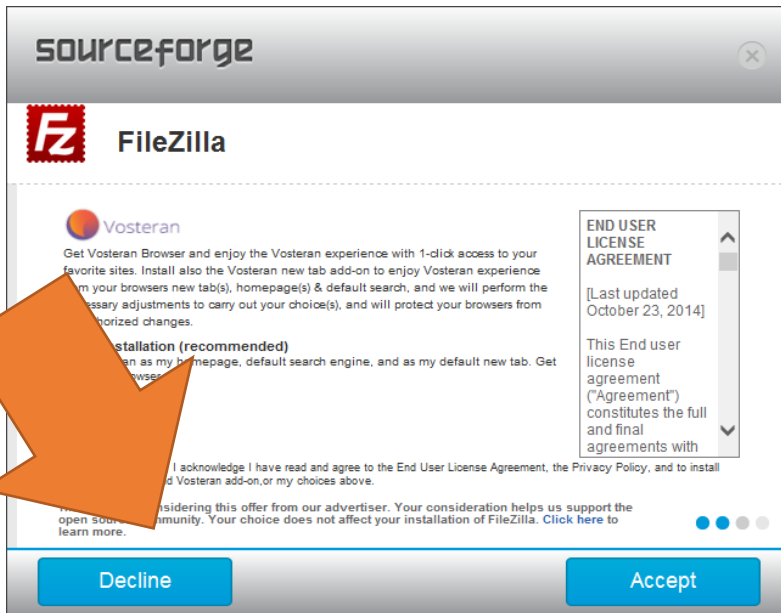 sourceforge
Fz
FileZilla
Vosteran
Get Vosteran Browser and enjoy the Vosteran experience with 1-click access to your
favorite sites. Install also the Vosteran new tab add-on to enjoy Vosteran experience
your browsers new tab(s), homepage(s) & default search, and we will perform the
adjustments to carry out your choice(s), and will protect your browsers from
changes.
(recommended)
as my homepage, default search engine, and as my default new tab. Get
I acknowledge I have read and agree to the End User License Agreement, the Privacy Policy, and to install
Vosteran add-on,or my choices above.
this offer from our advertiser. Your consideration helps us support the
open Your choice does not affect your installation of FileZilla. Click here to
learn more.
END USER
LICENSE
AGREEMENT
[Last updated
October 23, 2014]
This End user
license
agreement
("Agreement")
constitutes the full
and final
agreements with
Decline
Accept